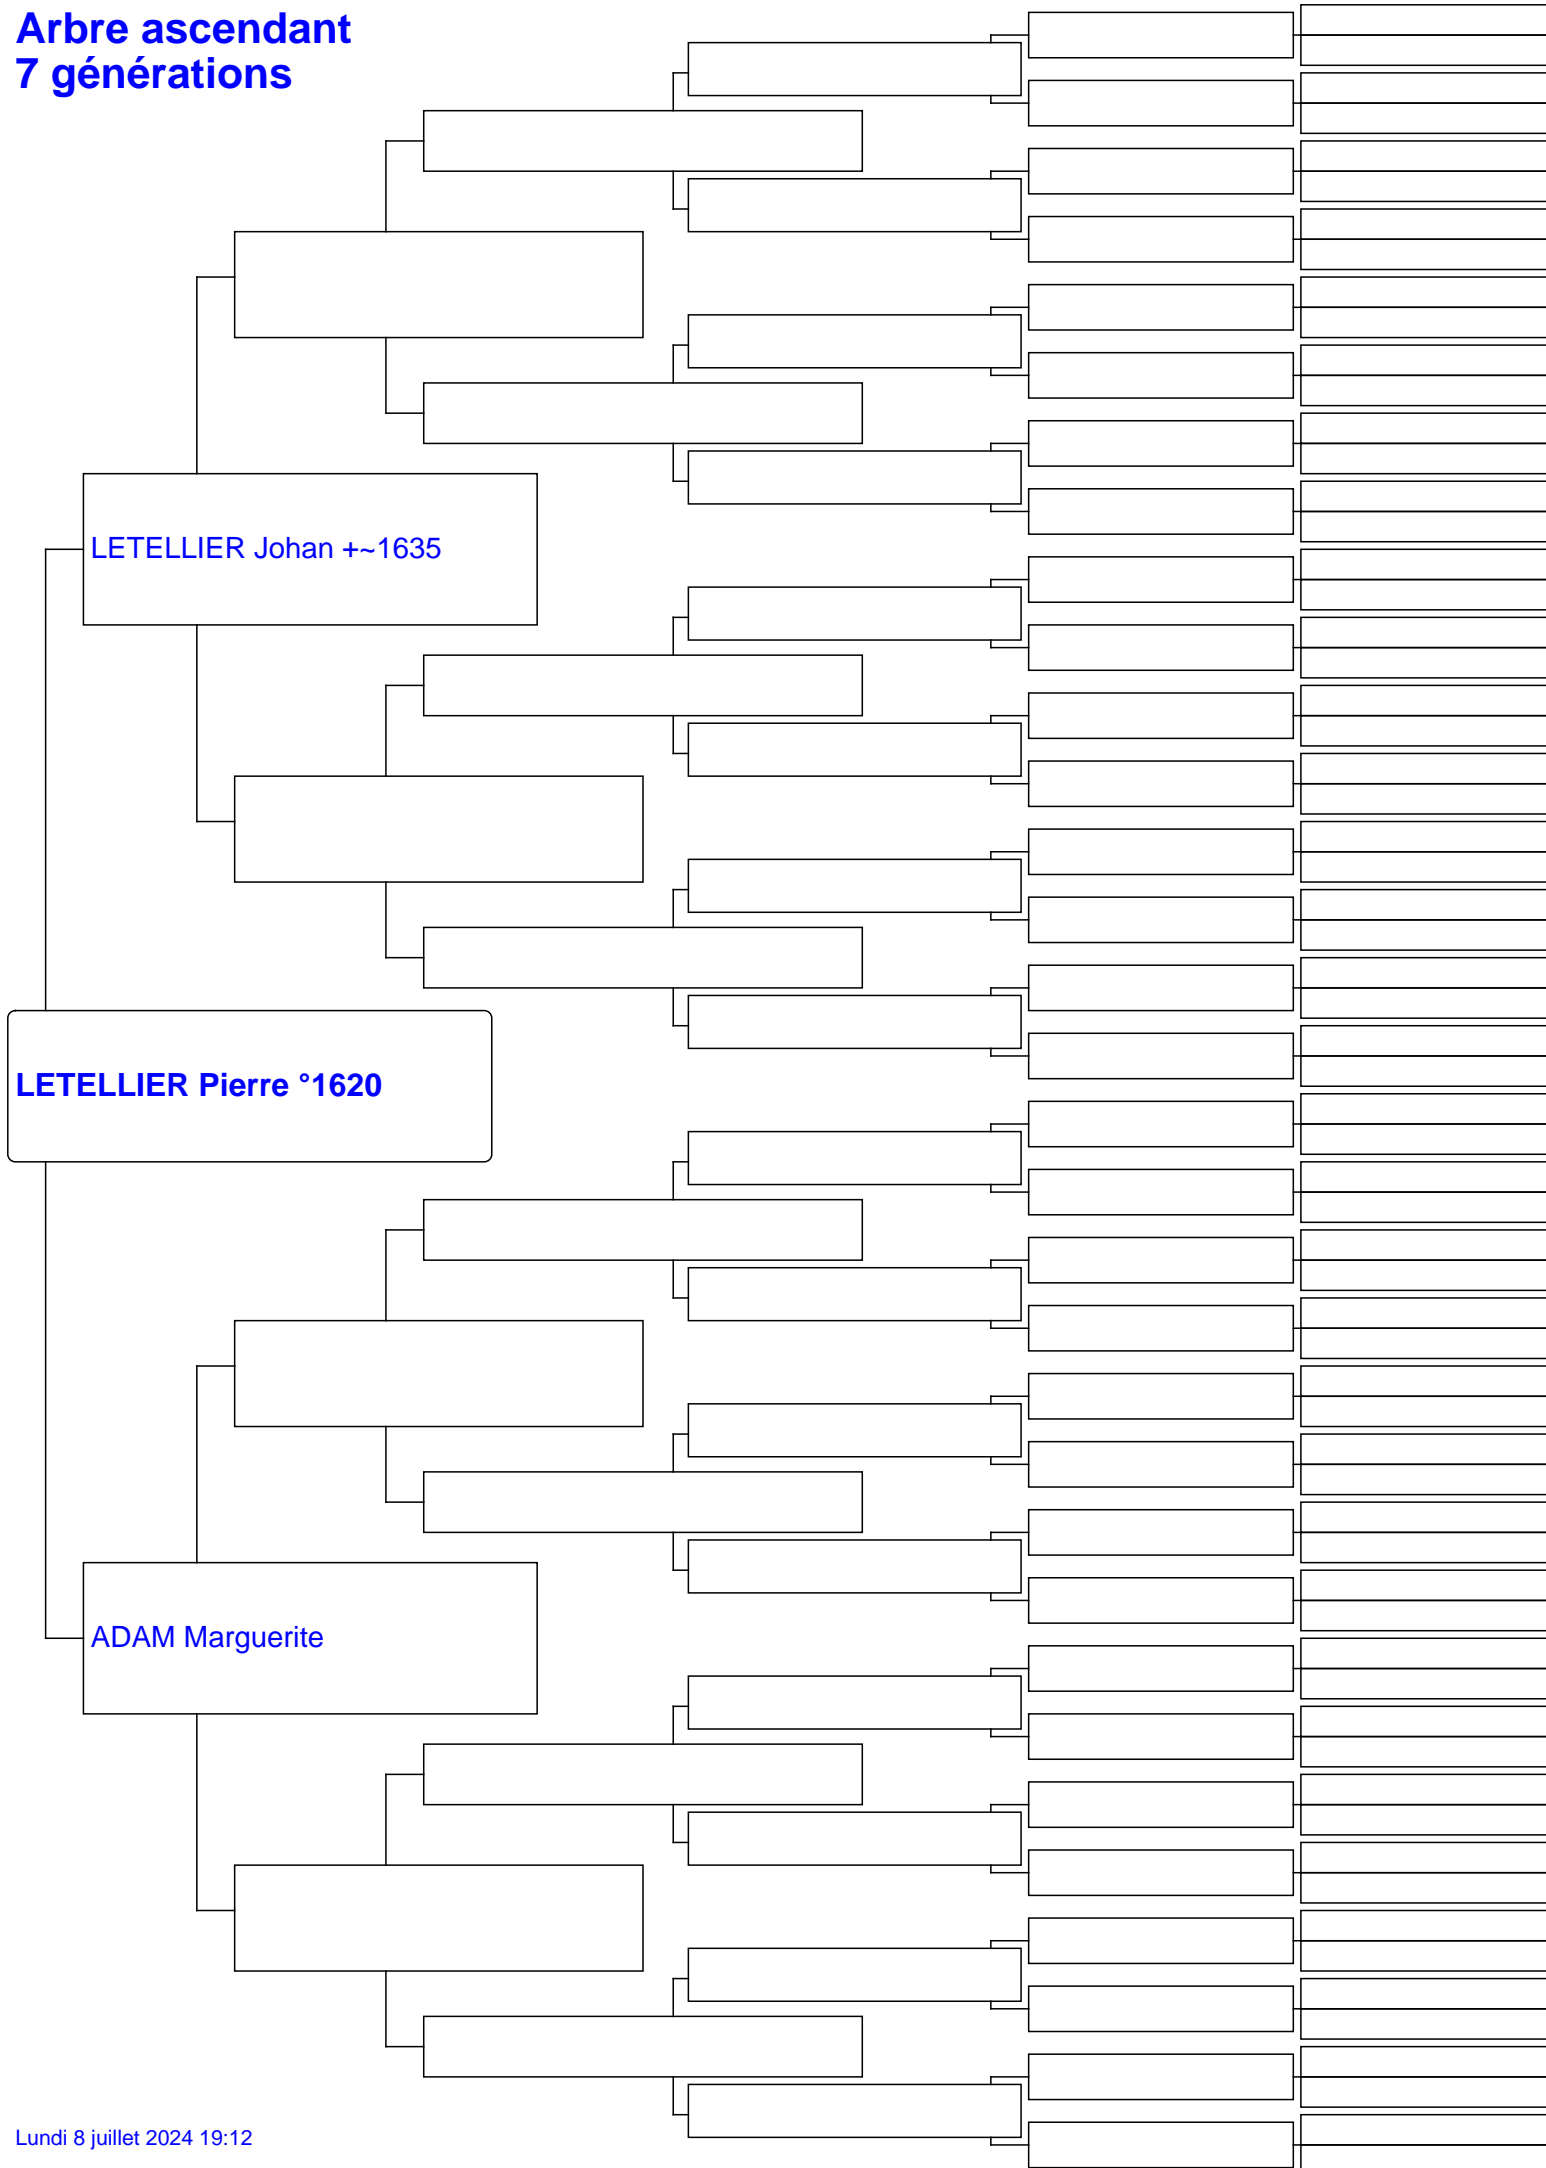 Arbre ascendant
7 générations
LETELLIER Johan +~1635
LETELLIER Pierre °1620
ADAM Marguerite
Lundi 8 juillet 2024 19:12